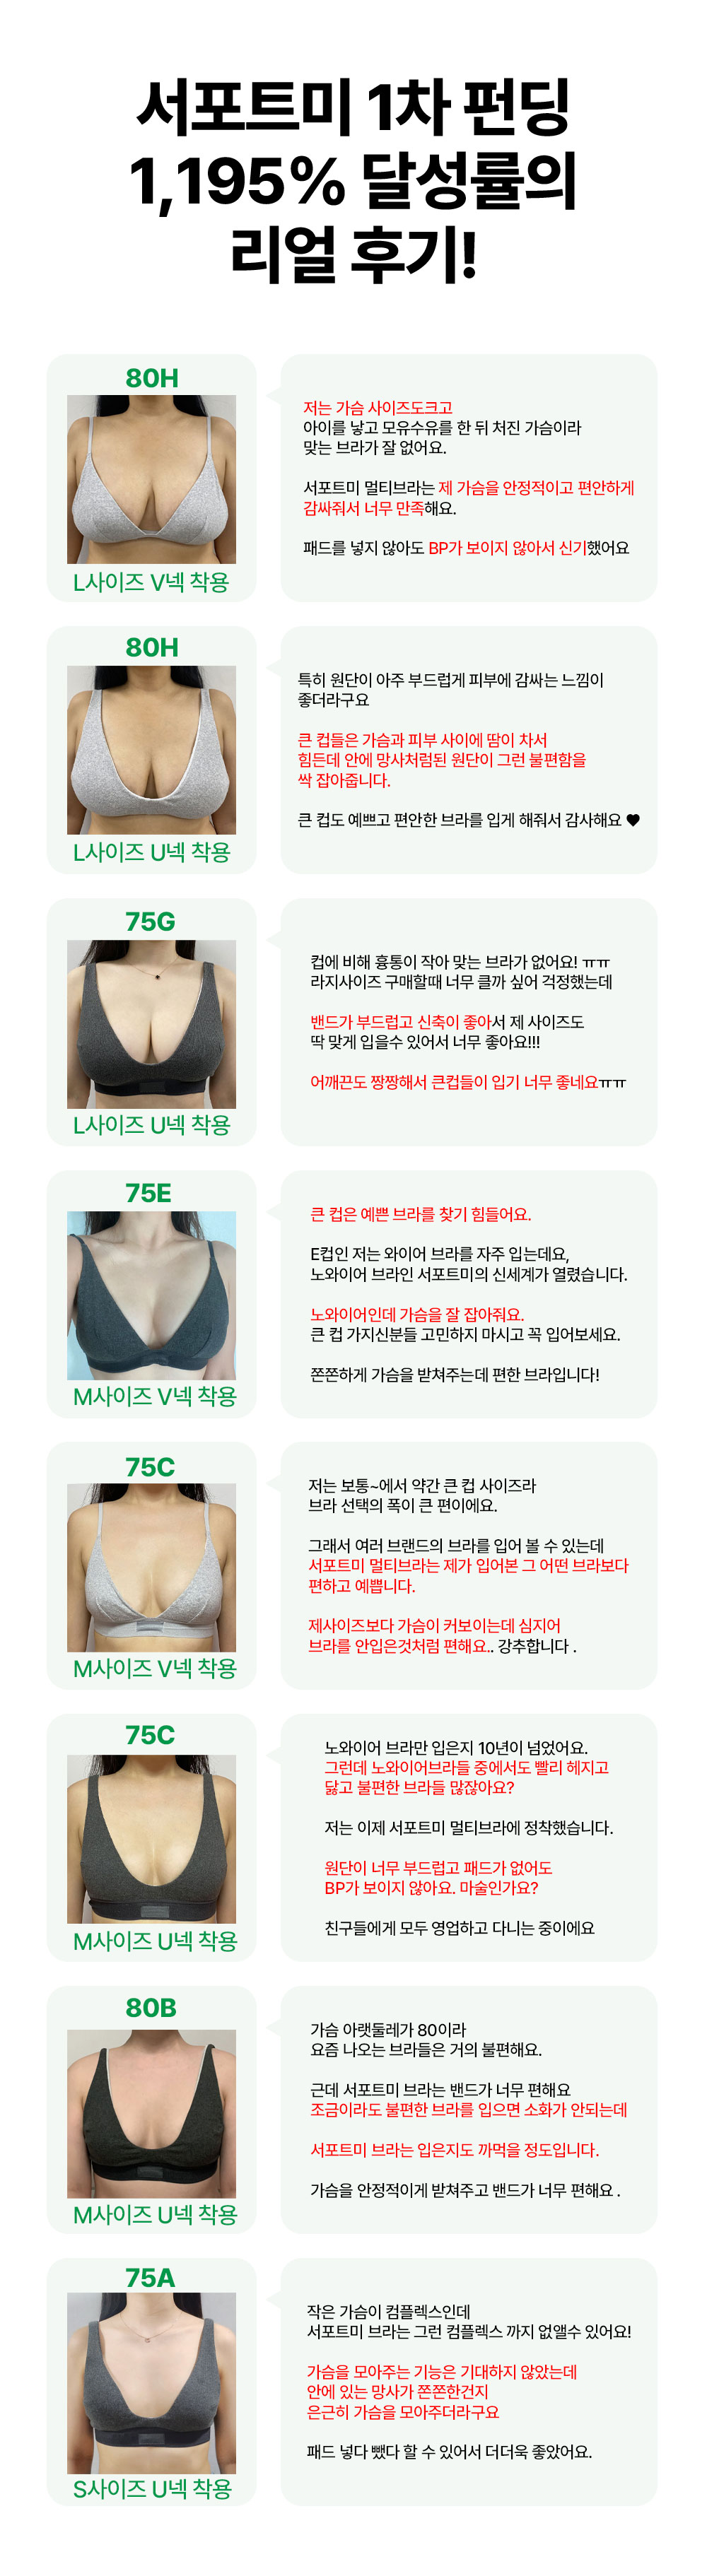 서포트미 1차 펀딩
1,195% 달성률의
리얼 후기!
80H
L사이즈 V넥 착용
저는 가슴 사이즈도크고
아이를 낳고 모유수유를 한 뒤 처진 가슴이라
맞는 브라가 잘 없어요.
서포트미 멀티브라는 제 가슴을 안정적이고 편안하게
감싸줘서 너무 만족해요.
패드를 넣지 않아도 BP가 보이지 않아서 신기했어요
80H
L사이즈 U넥 착용
특히 원단이 아주 부드럽게 피부에 감싸는 느낌이
좋더라구요
큰 컵들은 가슴과 피부 사이에 땀이 차서
힘든데 안에 망사처럼된 원단이 그런 불편함을
싹 잡아줍니다.
큰 컵도 예쁘고 편안한 브라를 입게 해줘서 감사해요 ♥
75G
L사이즈 U넥 착용
컵에 비해 흉통이 작아 맞는 브라가 없어요! ㅠㅠ
라지사이즈 구매할때 너무 클까 싶어 걱정했는데
밴드가 부드럽고 신축이 좋아서 제 사이즈도
딱 맞게 입을수 있어서 너무 좋아요!!!
어깨끈도 짱짱해서 큰컵들이 입기 너무 좋네요ㅠㅠ
75E
M사이즈 V넥 착용
큰 컵은 예쁜 브라를 찾기 힘들어요.
E컵인 저는 와이어 브라를 자주 입는데요,
노와이어 브라인 서포트미의 신세계가 열렸습니다.
노와이어인데 가슴을 잘 잡아줘요.
큰 컵 가지신분들 고민하지 마시고 꼭 입어보세요.
쫀쫀하게 가슴을 받쳐주는데 편한 브라입니다!
75C
M사이즈 V넥 착용
저는 보통~에서 약간 큰 컵 사이즈라
브라 선택의 폭이 큰 편이에요.
그래서 여러 브랜드의 브라를 입어 볼 수 있는데
서포트미 멀티브라는 제가 입어본 그 어떤 브라보다
편하고 예쁩니다.
제사이즈보다 가슴이 커보이는데 심지어
브라를 안입은것처럼 편해요.. 강추합니다 .
75C
M사이즈 U넥 착용
노와이어 브라만 입은지 10년이 넘었어요.
그런데 노와이어브라들 중에서도 빨리 헤지고
닳고 불편한 브라들 많잖아요?
저는 이제 서포트미 멀티브라에 정착했습니다.
원단이 너무 부드럽고 패드가 없어도
BP가 보이지 않아요. 마술인가요?
친구들에게 모두 영업하고 다니는 중이에요
80B
M사이즈 U넥 착용
가슴 아랫둘레가 80이라
요즘 나오는 브라들은 거의 불편해요.
근데 서포트미 브라는 밴드가 너무 편해요
조금이라도 불편한 브라를 입으면 소화가 안되는데
서포트미 브라는 입은지도 까먹을 정도입니다.
가슴을 안정적이게 받쳐주고 밴드가 너무 편해요 .
75A
S사이즈 U넥 착용
작은 가슴이 컴플렉스인데
서포트미 브라는 그런 컴플렉스 까지 없앨수 있어요!
가슴을 모아주는 기능은 기대하지 않았는데
안에 있는 망사가 쫀쫀한건지
은근히 가슴을 모아주더라구요
패드 넣다 뺐다 할 수 있어서 더더욱 좋았어요.